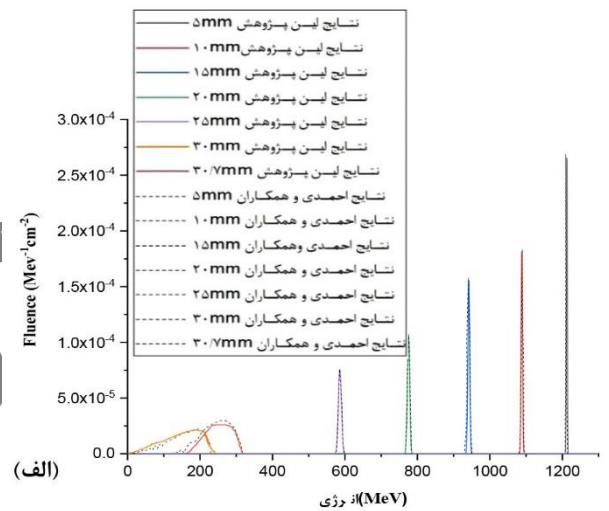 نتایج این پژوهش ۵mm
نتایج این پژوهش ۱۰mm
نتایج این پژوهش ۱۵mm
نتایج این پژوهش ۲۰mm
نتایج این پژوهش ۲۵mm
نتایج این پژوهش ۳۰mm
نتایج این پژوهش ۳۰/۷mm
نتایج احمدی و همکاران ۵mm
نتایج احمدی و همکاران ۱۰mm
نتایج احمدی وهمکاران ۱۵mm
نتایج احمدی و همکاران ۲۰mm
نتایج احمدی و همکاران ۲۵mm
نتایج احمدی و همکاران ۳۰mm
نتایج احمدی و همکاران ۳۰/۷mm
3.0x10-4
2.5x10-4
2.0x10-4
1.5x10-4
1.0x10-4
5.0x10-5
0.0
Fluence (Mev-1cm-2)
0 200 400 600 800 1000 1200
انرژی(MeV)
(الف)